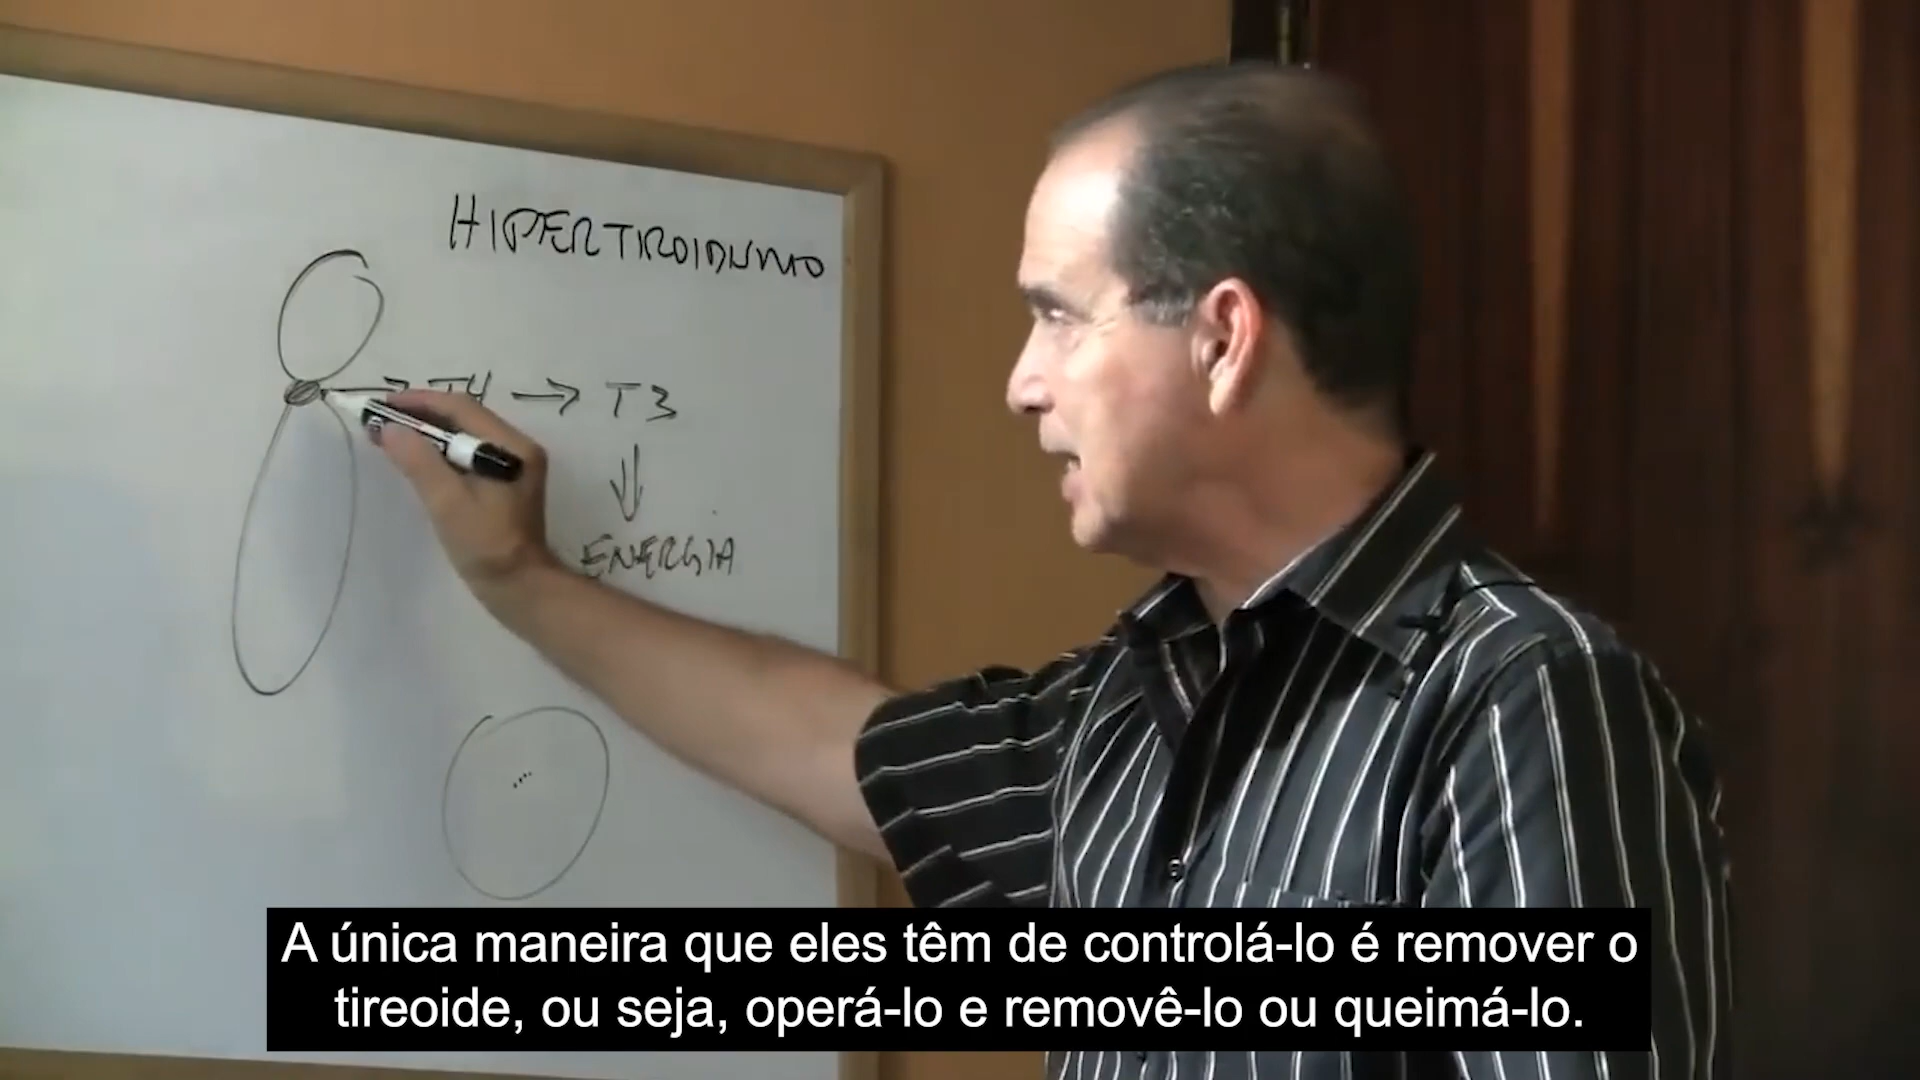 HIPERTIROIDISMO
T4 → T3
ENERGIA
A única maneira que eles têm de controlá-lo é remover o
tireoide, ou seja, operá-lo e removê-lo ou queimá-lo.